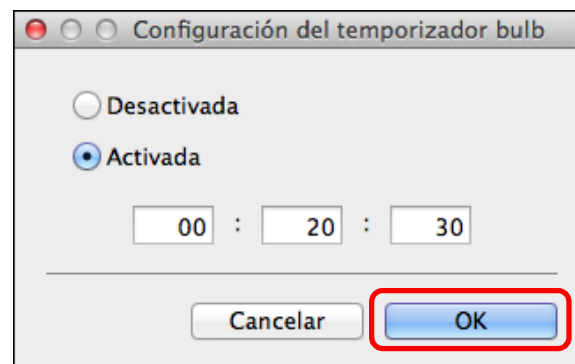 Configuración del temporizador bulb
Desactivada
Activada
00 : 20 : 30
Cancelar OK